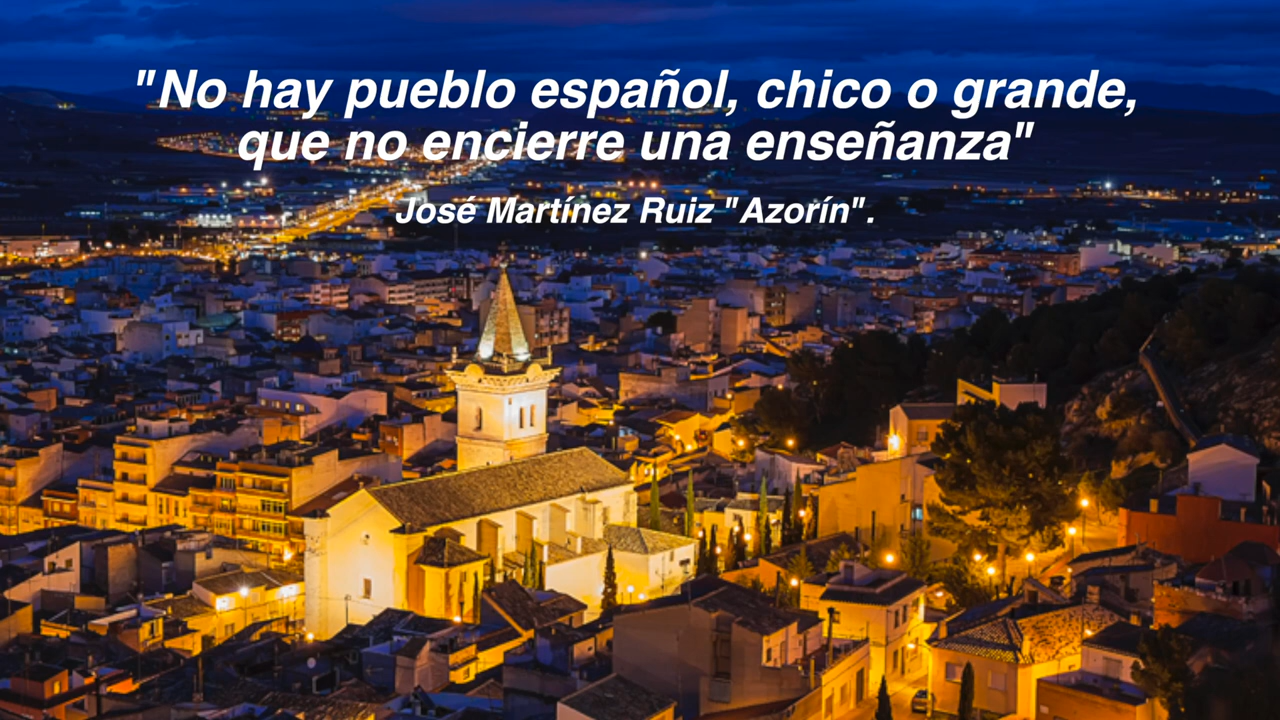 "No hay pueblo español, chico o grande,
que no encierre una enseñanza"
José Martínez Ruiz "Azorín".